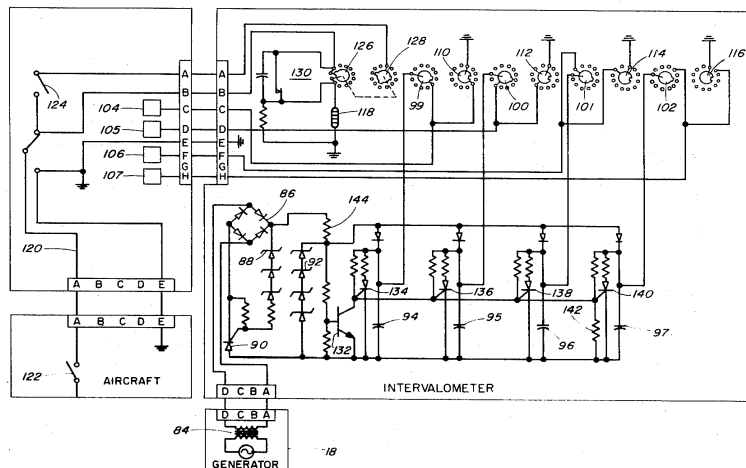 126
128
110
112
114
116
130
124
104
105
106
107
A
B
C
D
E
F
G
H
A
B
C
D
E
F
G
H
118
99
100
101
102
86
144
88
92
134
136
138
140
120
90
132
94
95
96
142
97
A B C D E
A B C D E
122
AIRCRAFT
INTERVALOMETER
D C B A
D C B A
84
18
GENERATOR